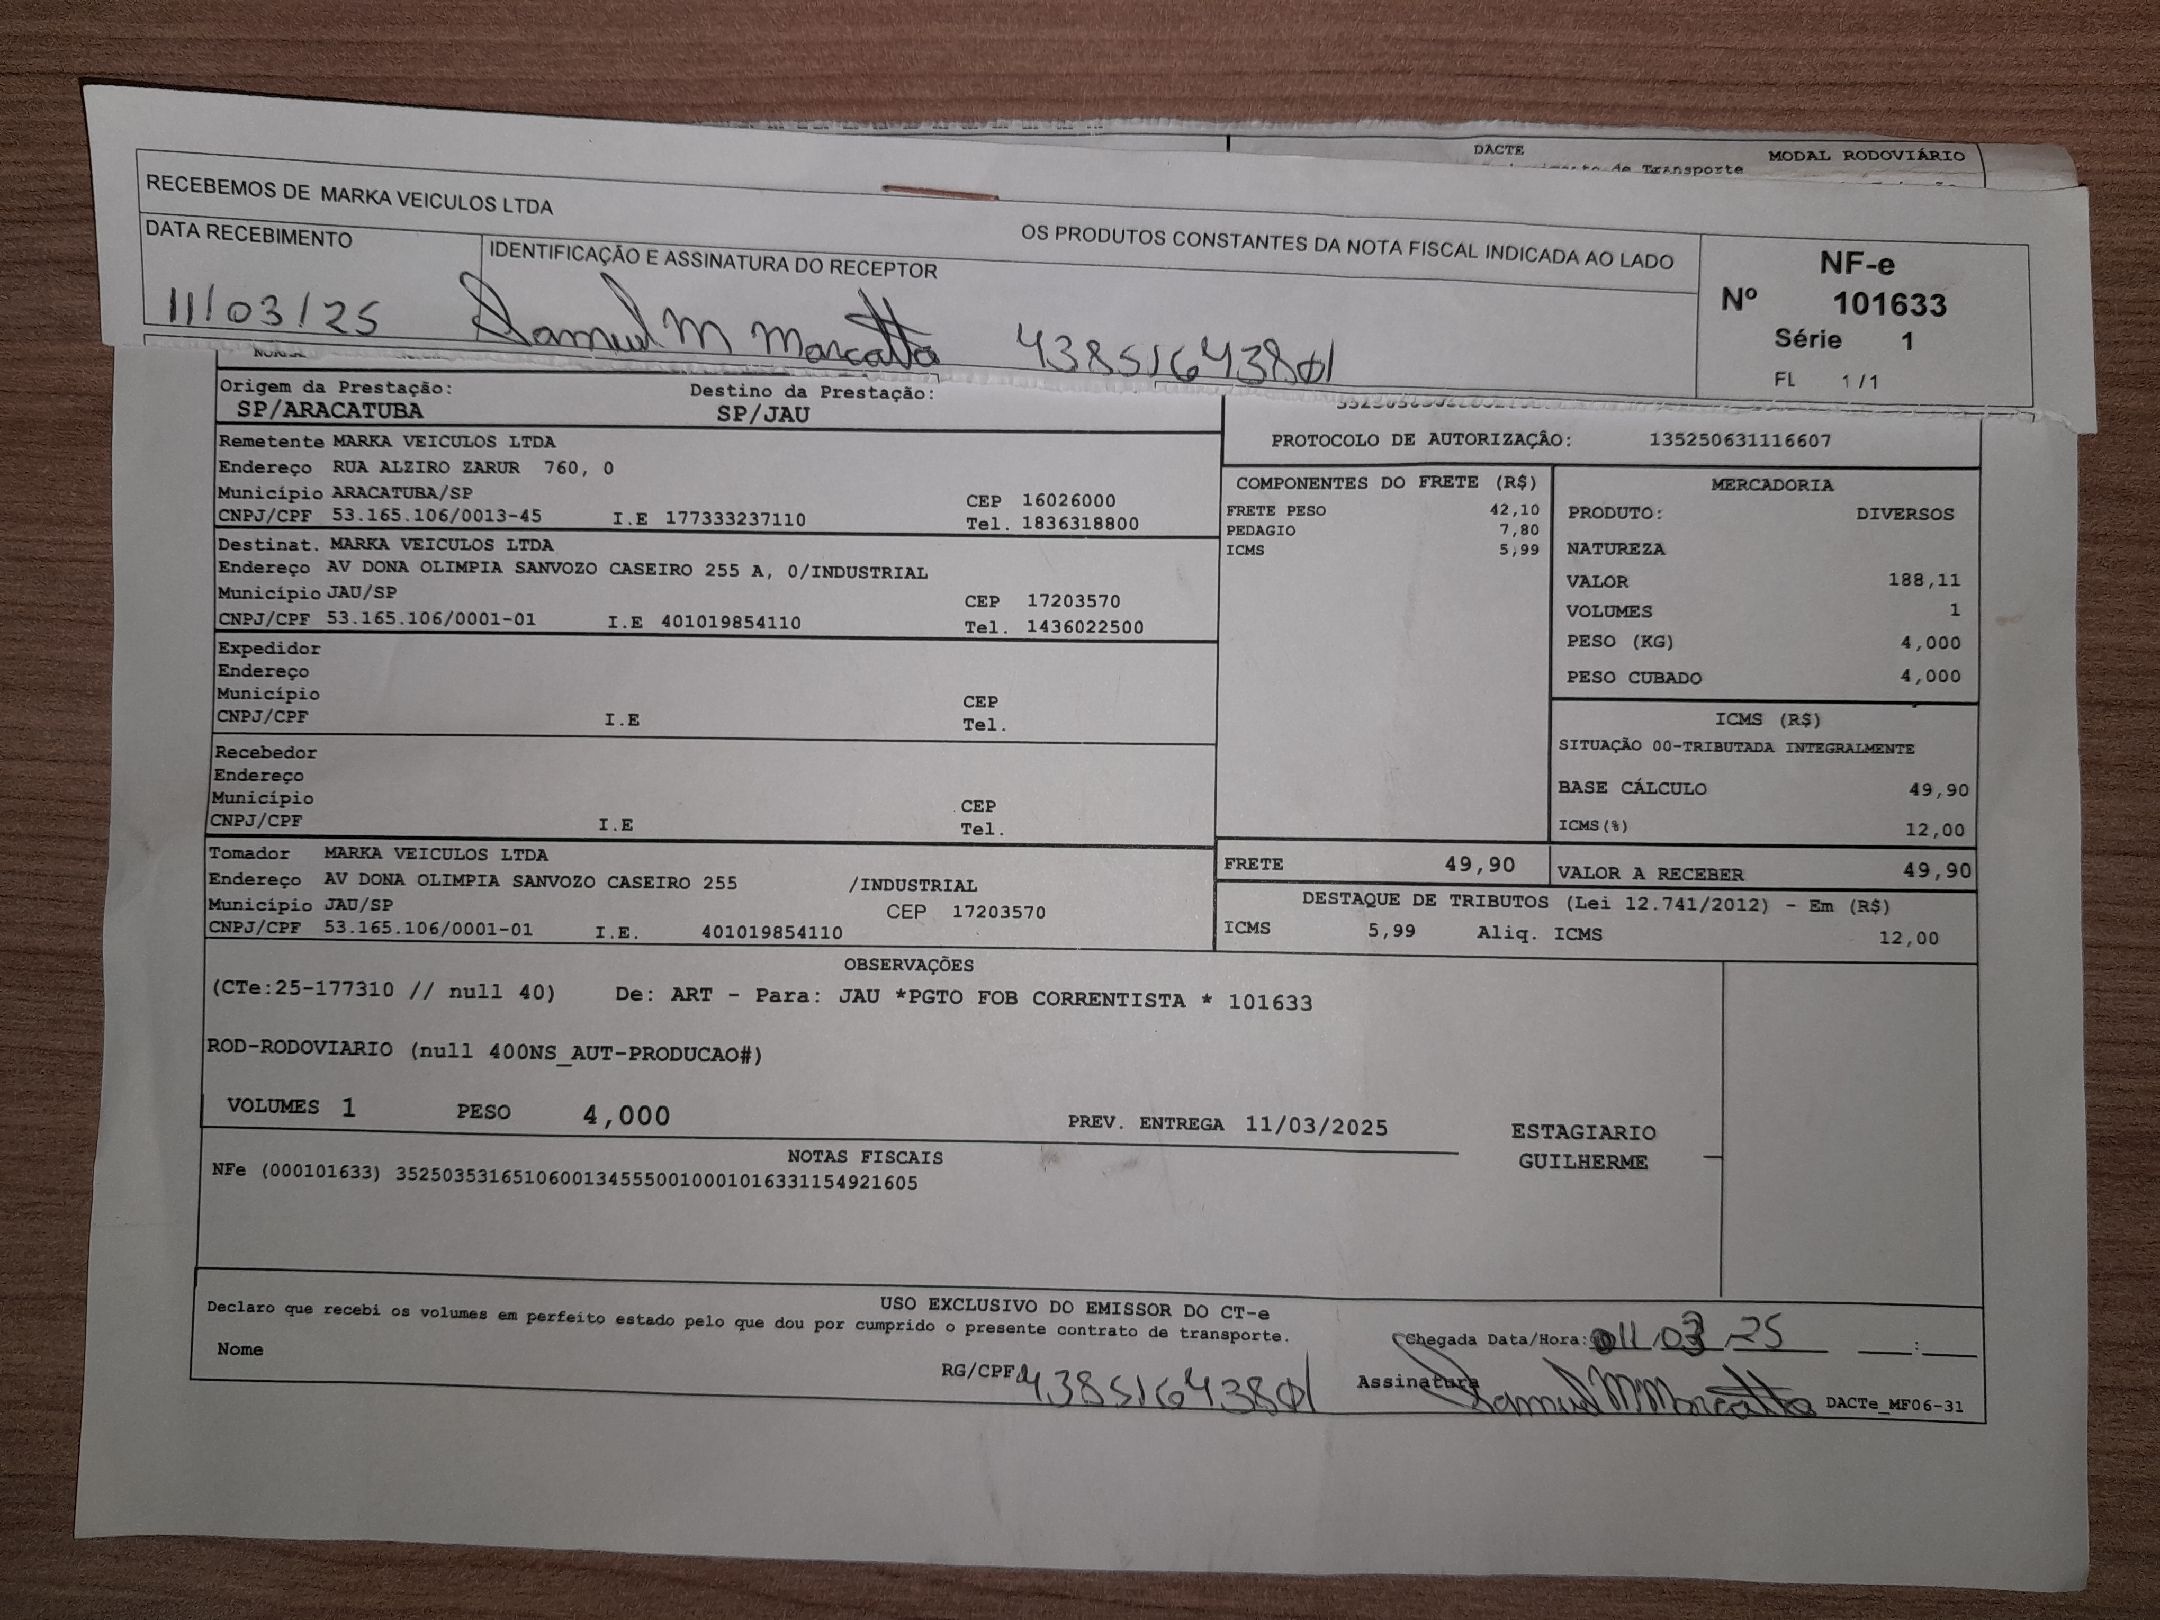 DACTE
MODAL RODOVIÁRIO
de Transporte
RECEBEMOS DE MARKA VEICULOS LTDA
OS PRODUTOS CONSTANTES DA NOTA FISCAL INDICADA AO LADO
DATA RECEBIMENTO
IDENTIFICAÇÃO E ASSINATURA DO RECEPTOR
11/03/25 Samuel M Marcatto 43851643801
NF-e
Nº 101633
Série 1
FL 1/1
Origem da Prestação: Destino da Prestação:
SP/ARACATUBA SP/JAU
Remetente MARKA VEICULOS LTDA
Endereço RUA ALZIRO ZARUR 760, 0
Município ARACATUBA/SP CEP 16026000
CNPJ/CPF 53.165.106/0013-45 I.E 177333237110 Tel. 1836318800
Destinat. MARKA VEICULOS LTDA
Endereço AV DONA OLIMPIA SANVOZO CASEIRO 255 A, 0/INDUSTRIAL
Município JAU/SP CEP 17203570
CNPJ/CPF 53.165.106/0001-01 I.E 401019854110 Tel. 1436022500
Expedidor
Endereço
Município CEP
CNPJ/CPF I.E Tel.
Recebedor
Endereço
Município CEP
CNPJ/CPF I.E Tel.
Tomador MARKA VEICULOS LTDA
Endereço AV DONA OLIMPIA SANVOZO CASEIRO 255 /INDUSTRIAL
Município JAU/SP CEP 17203570
CNPJ/CPF 53.165.106/0001-01 I.E. 401019854110
PROTOCOLO DE AUTORIZAÇÂO: 135250631116607
COMPONENTES DO FRETE (R$)
FRETE PESO 42,10
PEDAGIO 7,80
ICMS 5,99
MERCADORIA
PRODUTO: DIVERSOS
NATUREZA
VALOR 188,11
VOLUMES 1
PESO (KG) 4,000
PESO CUBADO 4,000
ICMS (R$)
SITUAÇÃO 00-TRIBUTADA INTEGRALMENTE
BASE CÁLCULO 49,90
ICMS(%) 12,00
FRETE 49,90 VALOR A RECEBER 49,90
DESTAQUE DE TRIBUTOS (Lei 12.741/2012) - Em (R$)
ICMS 5,99 Aliq. ICMS 12,00
OBSERVAÇÕES
(CTe:25-177310 // null 40) De: ART - Para: JAU *PGTO FOB CORRENTISTA * 101633
ROD-RODOVIARIO (null 400NS_AUT-PRODUCAO#)
VOLUMES 1 PESO 4,000 PREV. ENTREGA 11/03/2025
ESTAGIARIO
GUILHERME
NOTAS FISCAIS
NFe (000101633) 35250353165106001345550010001016331154921605
USO EXCLUSIVO DO EMISSOR DO CT-e
Declaro que recebi os volumes em perfeito estado pelo que dou por cumprido o presente contrato de transporte.
Chegada Data/Hora: 11 03 25 :
Nome
RG/CPF 43851643801 Assinatura Samuel M Marcatto DACTe_MF06-31